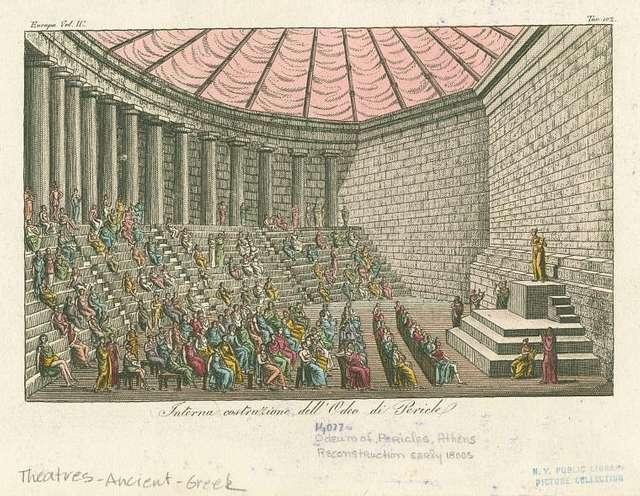 Europa Vol. II.
Tav. 102.
Interna costruzione dell'Odeo di Pericle
Odeum of Pericles, Athens
Reconstruction early 1800s
Theatres - Ancient - Greek
N. Y. PUBLIC LIBRARY
PICTURE COLLECTION